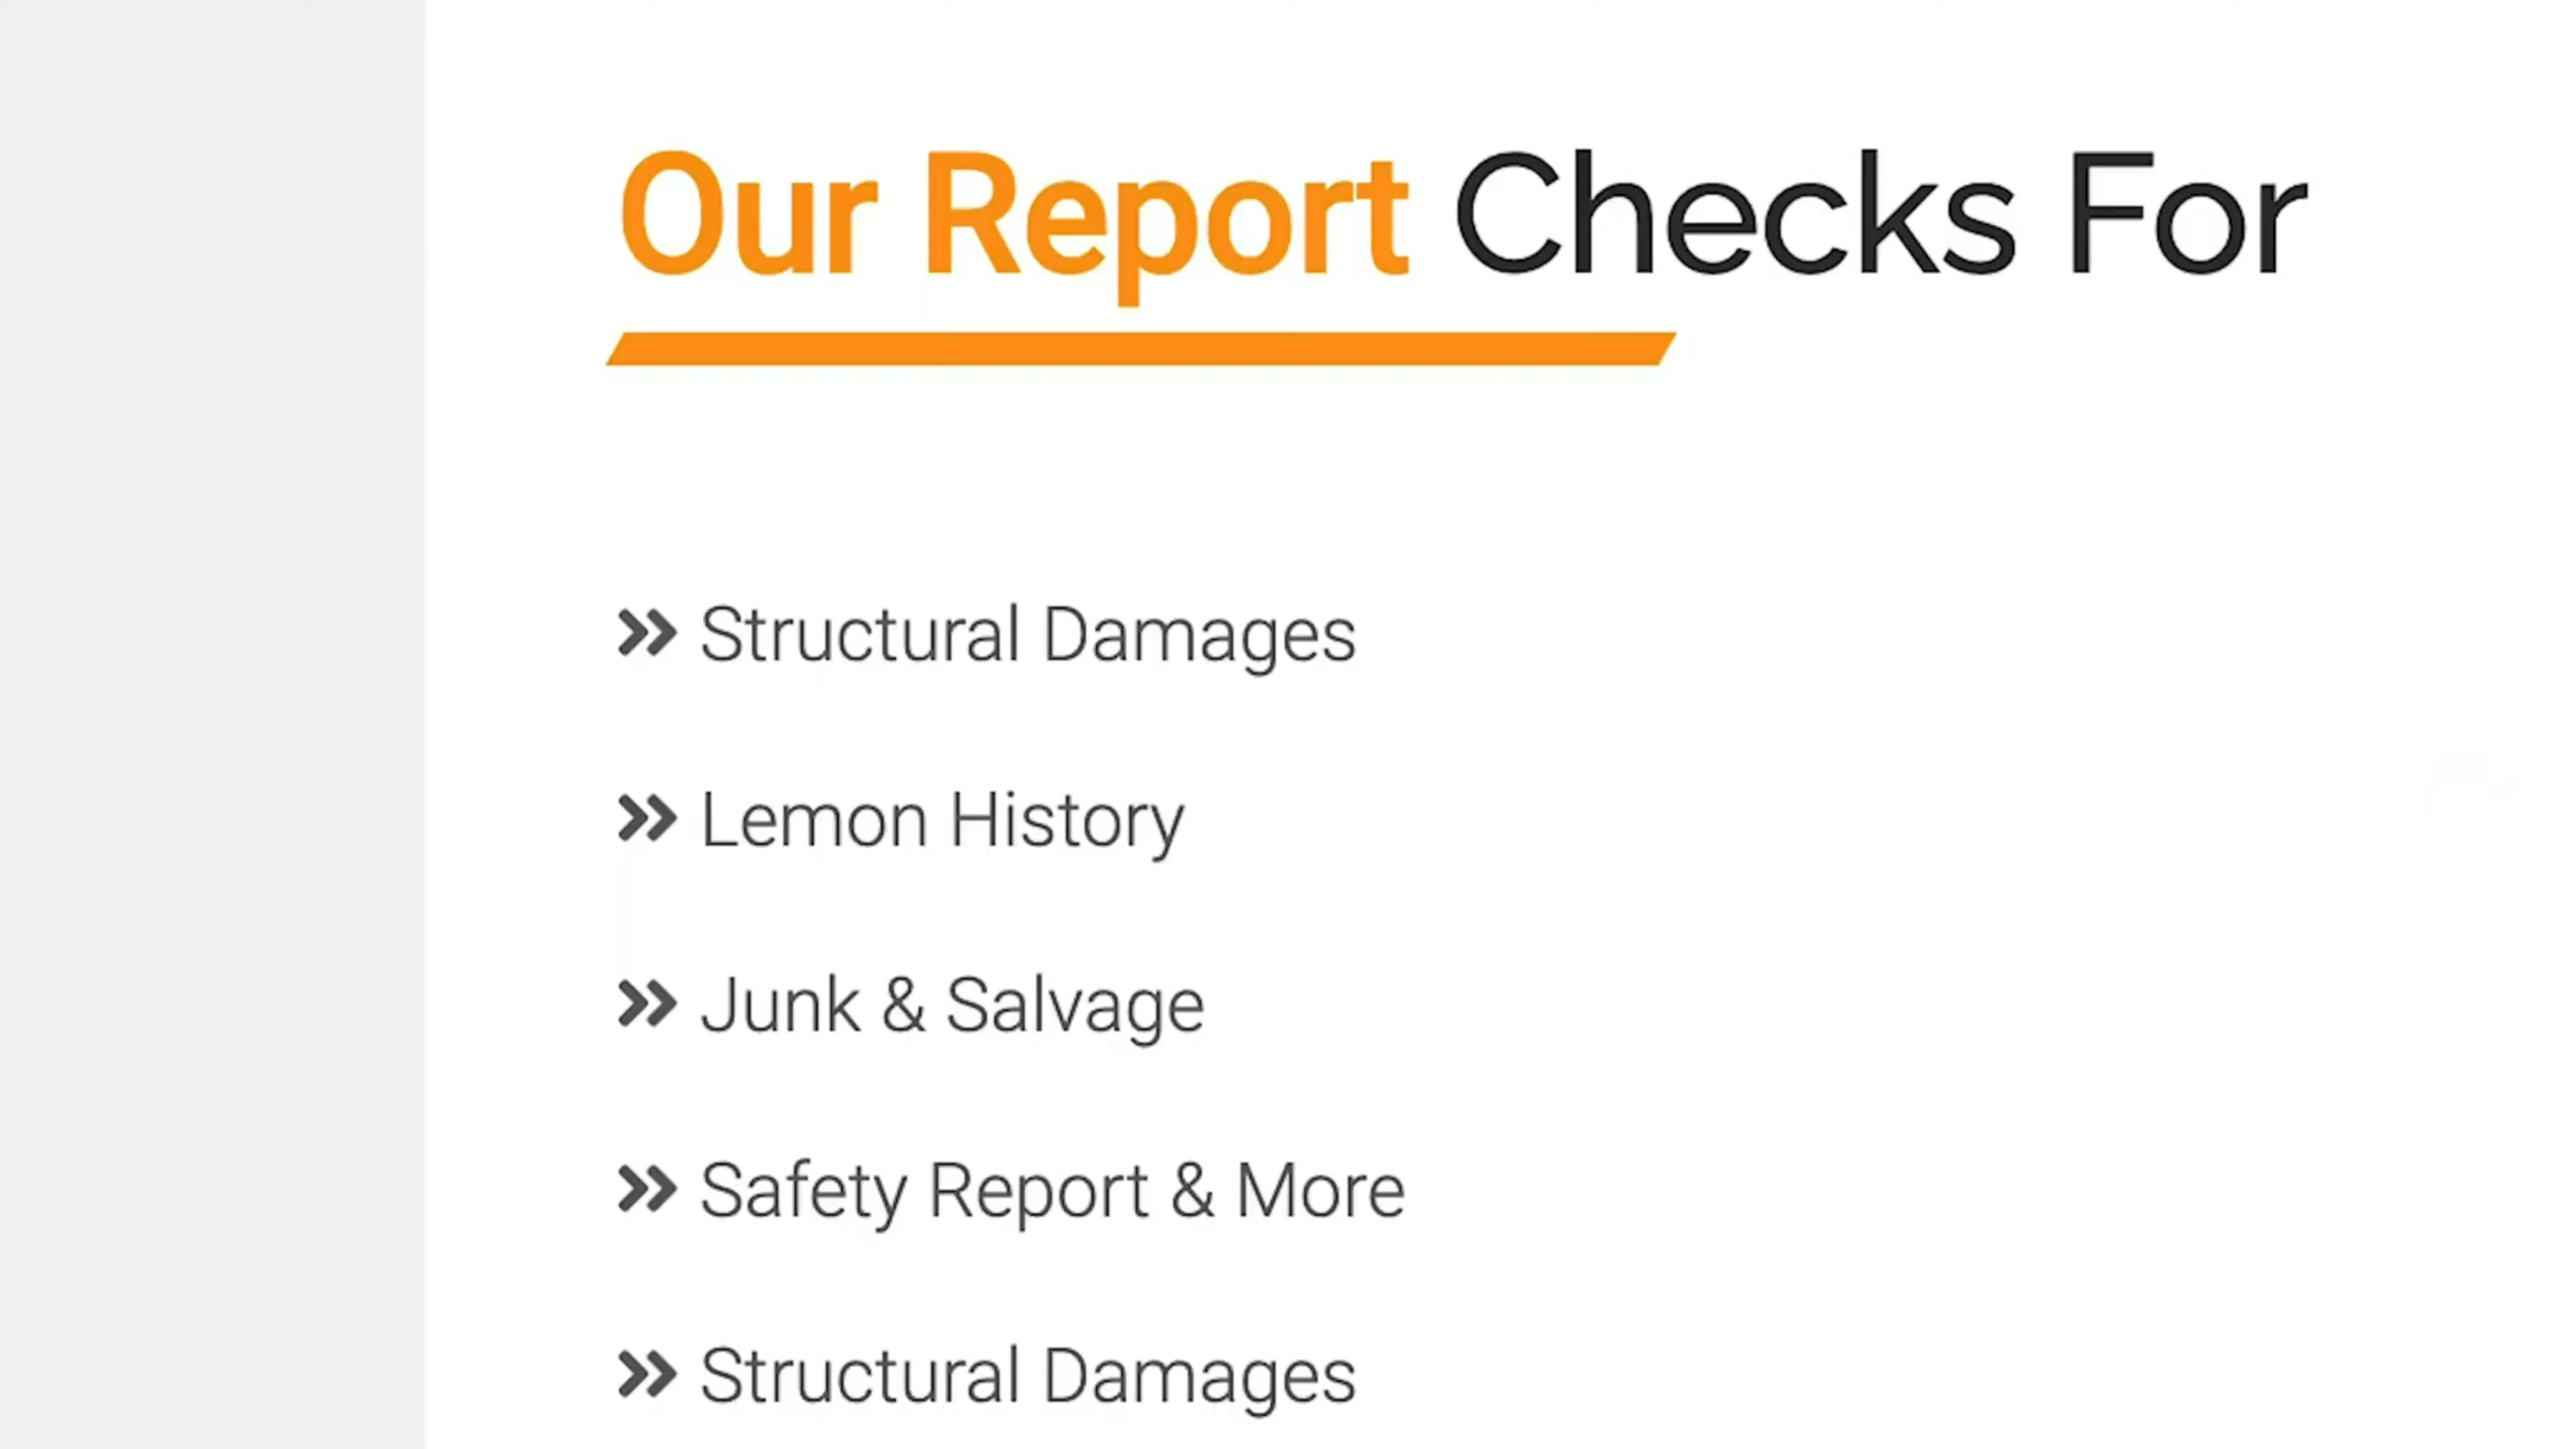 Our Report Checks For
Structural Damages
Lemon History
Junk & Salvage
Safety Report & More
Structural Damages